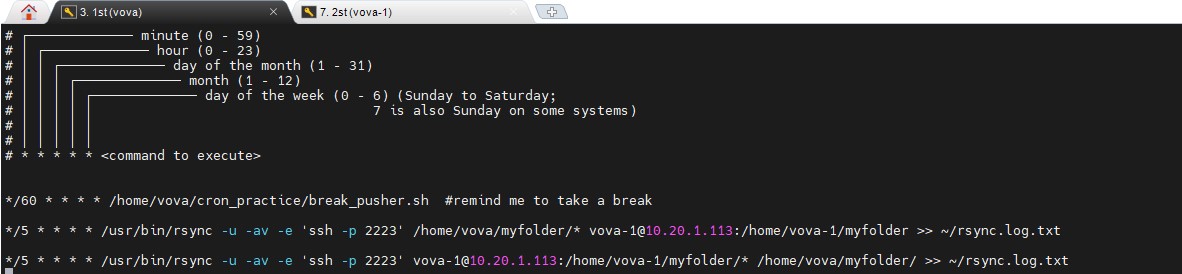 3. 1st(vova)
7. 2st(vova-1)
# minute (0 - 59)
# hour (0 - 23)
# day of the month (1 - 31)
# month (1 - 12)
# day of the week (0 - 6) (Sunday to Saturday;
# 7 is also Sunday on some systems)
#
#
# * * * * * <command to execute>
*/60 * * * * /home/vova/cron_practice/break_pusher.sh  #remind me to take a break
*/5 * * * * /usr/bin/rsync -u -av -e 'ssh -p 2223' /home/vova/myfolder/* vova-1@10.20.1.113:/home/vova-1/myfolder >> ~/rsync.log.txt
*/5 * * * * /usr/bin/rsync -u -av -e 'ssh -p 2223' vova-1@10.20.1.113:/home/vova-1/myfolder/* /home/vova/myfolder/ >> ~/rsync.log.txt